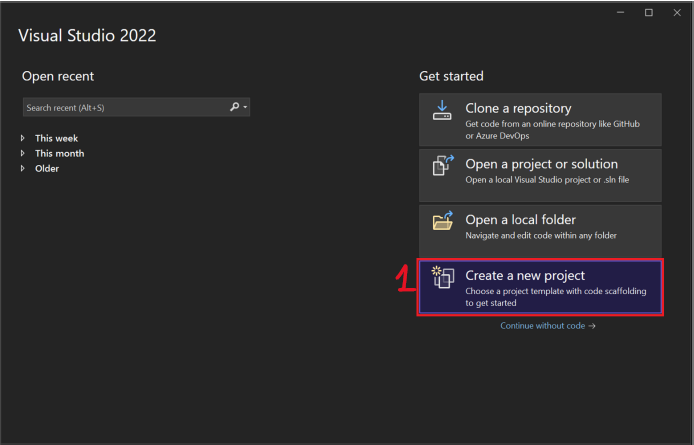 Visual Studio 2022
Open recent
Search recent (Alt+S)
This week
This month
Older
Get started
Clone a repository
Get code from an online repository like GitHub
or Azure DevOps
Open a project or solution
Open a local Visual Studio project or .sln file
Open a local folder
Navigate and edit code within any folder
1
Create a new project
Choose a project template with code scaffolding
to get started
Continue without code →